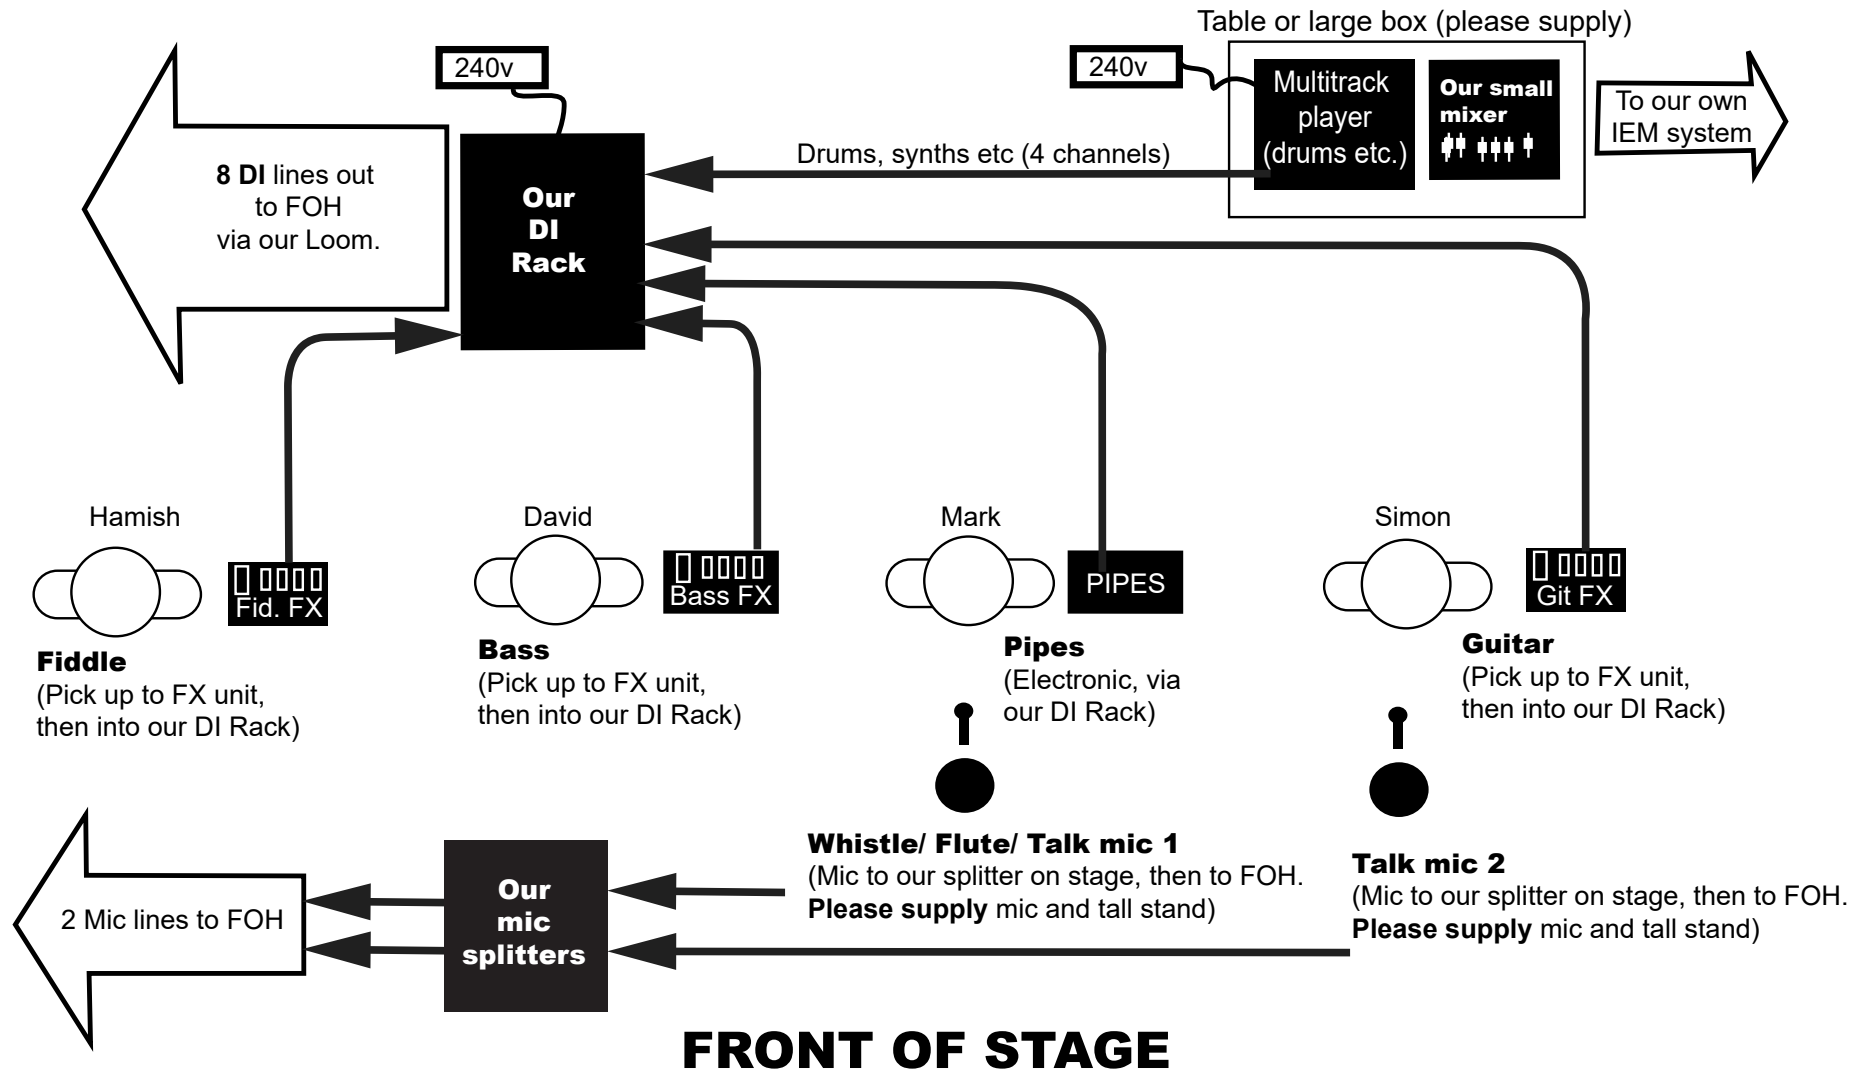 Table or large box (please supply)
240v
240v
Multitrack
player
(drums etc.)
Our small
mixer
To our own
IEM system
Drums, synths etc (4 channels)
8 DI lines out
to FOH
via our Loom.
Our
DI
Rack
Hamish
David
Mark
Simon
Fid. FX
Bass FX
PIPES
Git FX
Fiddle
(Pick up to FX unit,
then into our DI Rack)
Bass
(Pick up to FX unit,
then into our DI Rack)
Pipes
(Electronic, via
our DI Rack)
Guitar
(Pick up to FX unit,
then into our DI Rack)
Whistle/ Flute/ Talk mic 1
(Mic to our splitter on stage, then to FOH.
Please supply mic and tall stand)
Talk mic 2
(Mic to our splitter on stage, then to FOH.
Please supply mic and tall stand)
2 Mic lines to FOH
Our
mic
splitters
FRONT OF STAGE